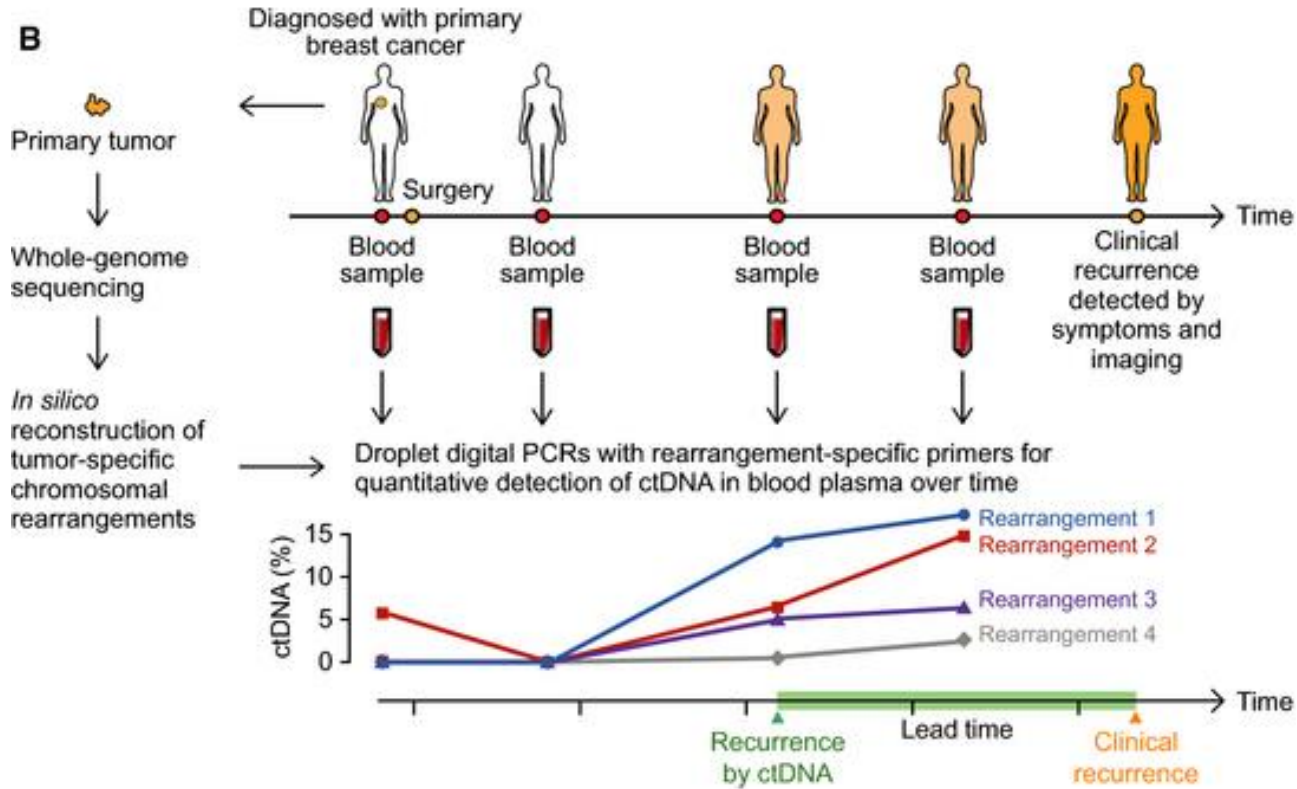 B
Diagnosed with primary
breast cancer
Primary tumor
Whole-genome
sequencing
In silico
reconstruction of
tumor-specific
chromosomal
rearrangements
Surgery
Time
Blood
sample
Blood
sample
Blood
sample
Blood
sample
Clinical
recurrence
detected by
symptoms and
imaging
Droplet digital PCRs with rearrangement-specific primers for
quantitative detection of ctDNA in blood plasma over time
ctDNA (%)
15
10
5
0
Rearrangement 1
Rearrangement 2
Rearrangement 3
Rearrangement 4
Time
Lead time
Recurrence
by ctDNA
Clinical
recurrence